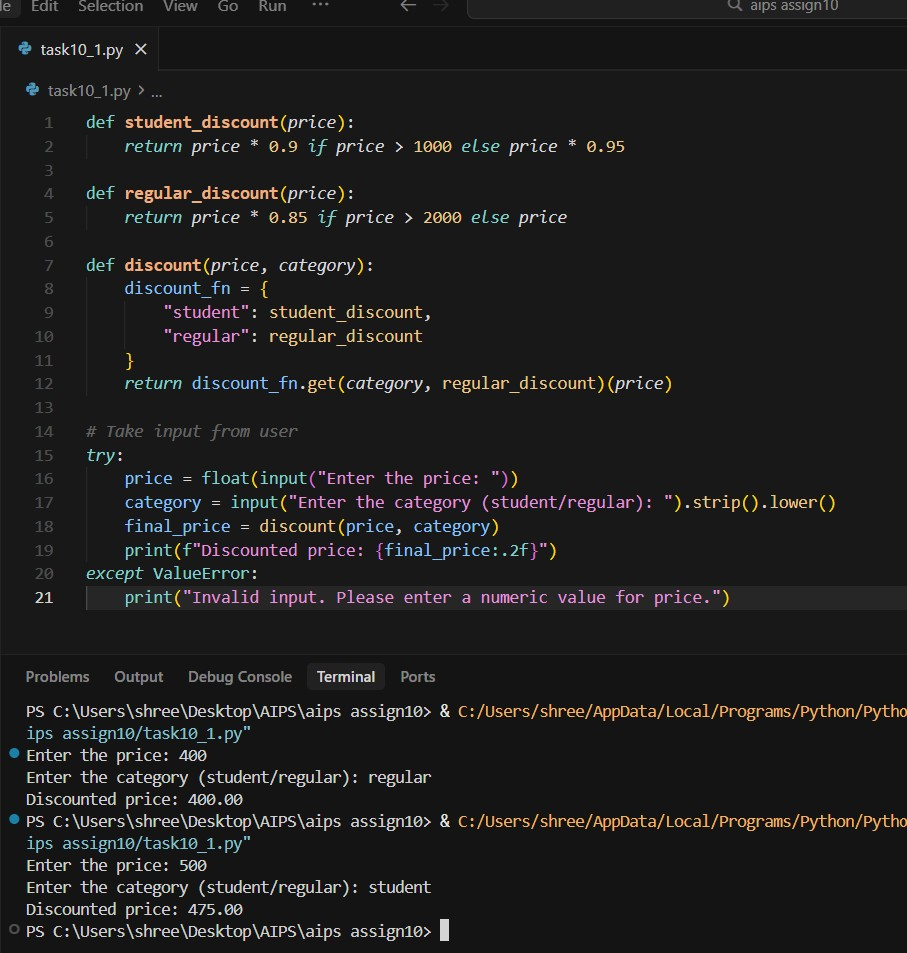 Edit Selection View Go Run ... ← → aips assign10
task10_1.py ×
task10_1.py > ...
1 def student_discount(price):
2     return price * 0.9 if price > 1000 else price * 0.95
3
4 def regular_discount(price):
5     return price * 0.85 if price > 2000 else price
6
7 def discount(price, category):
8     discount_fn = {
9         "student": student_discount,
10         "regular": regular_discount
11     }
12     return discount_fn.get(category, regular_discount)(price)
13
14 # Take input from user
15 try:
16     price = float(input("Enter the price: "))
17     category = input("Enter the category (student/regular): ").strip().lower()
18     final_price = discount(price, category)
19     print(f"Discounted price: {final_price:.2f}")
20 except ValueError:
21     print("Invalid input. Please enter a numeric value for price.")
Problems Output Debug Console Terminal Ports
PS C:\Users\shree\Desktop\AIPS\aips assign10> & C:/Users/shree/AppData/Local/Programs/Python/Pytho
ips assign10/task10_1.py"
Enter the price: 400
Enter the category (student/regular): regular
Discounted price: 400.00
PS C:\Users\shree\Desktop\AIPS\aips assign10> & C:/Users/shree/AppData/Local/Programs/Python/Pytho
ips assign10/task10_1.py"
Enter the price: 500
Enter the category (student/regular): student
Discounted price: 475.00
PS C:\Users\shree\Desktop\AIPS\aips assign10>